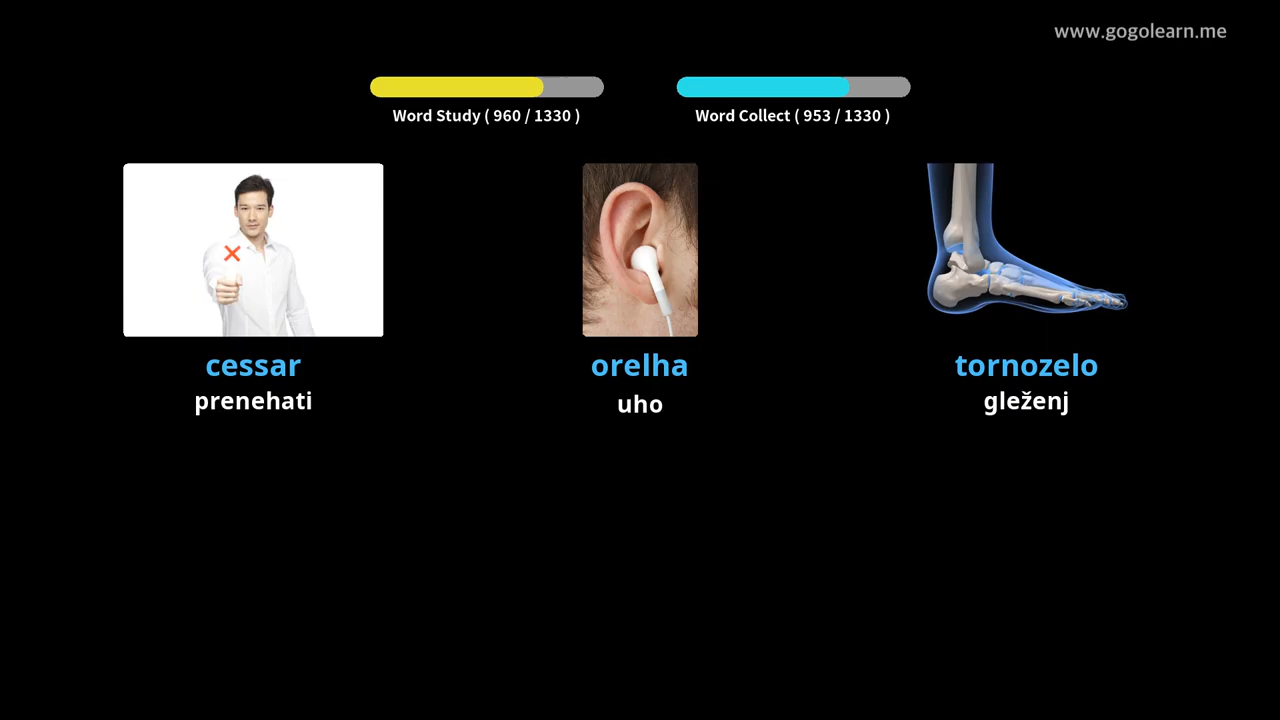 www.gogolearn.me
Word Study ( 960 / 1330 )
Word Collect ( 953 / 1330 )
cessar
prenehati
orelha
uho
tornozelo
gleženj